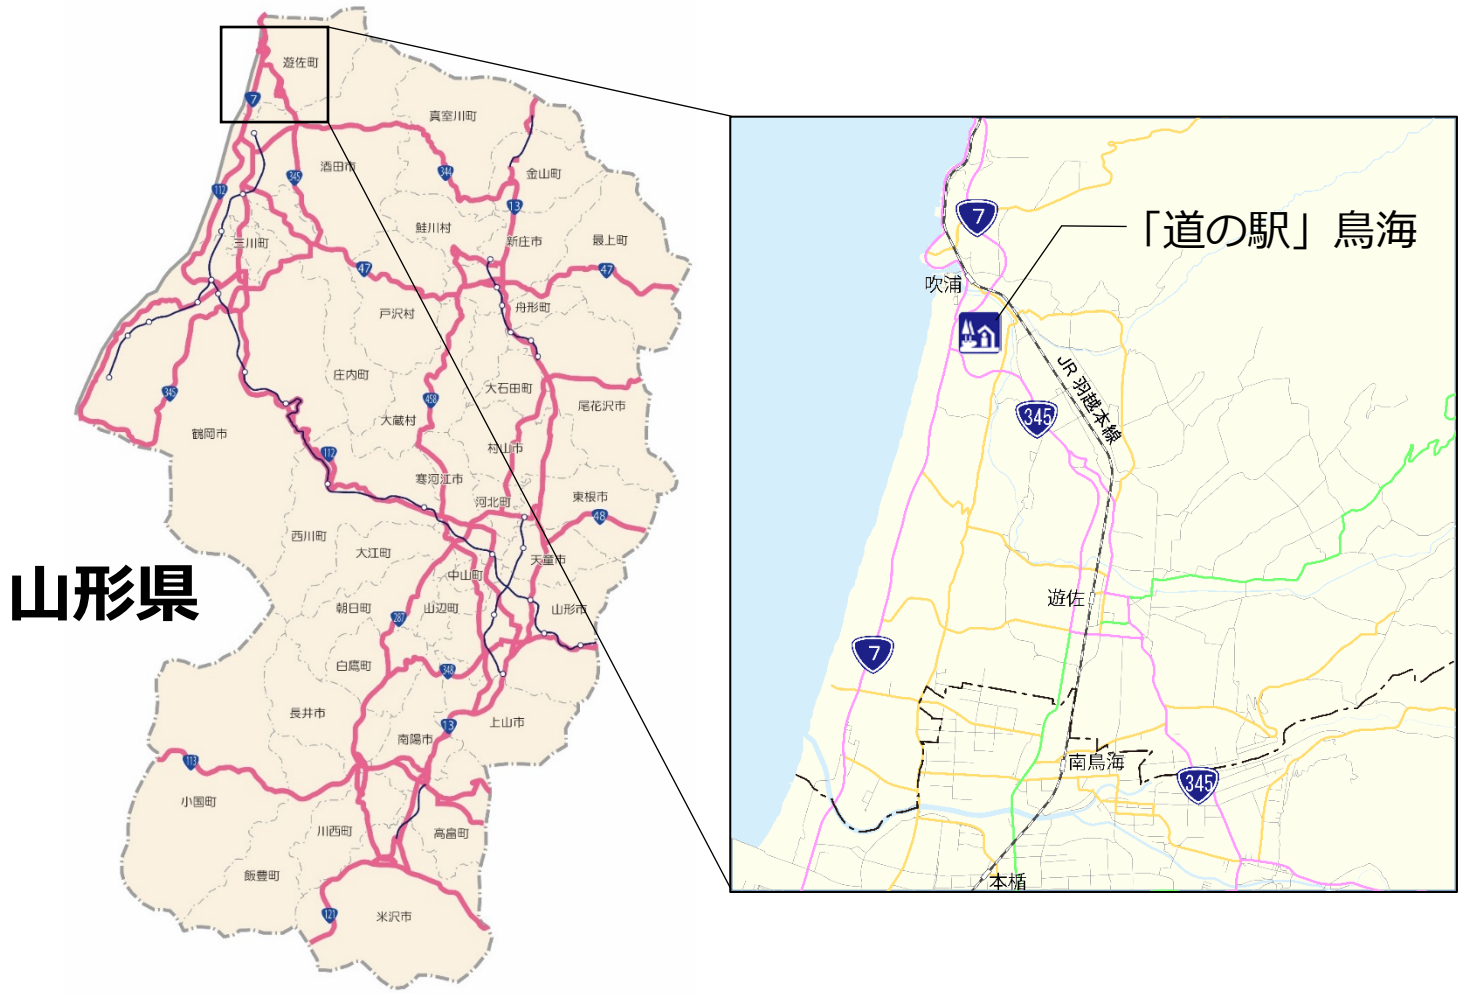 遊佐町
7
真室川町
酒田市
344
345
金山町
112
13
鮭川村
新庄市
最上町
三川町
47
47
戸沢村
舟形町
庄内町
大石田町
345
458
尾花沢市
大蔵村
鶴岡市
村山市
112
寒河江市
河北町
東根市
48
西川町
大江町
天童市
中山町
山形県
朝日町
山辺町
山形市
287
白鷹町
348
長井市
上山市
13
南陽市
113
小国町
川西町
高畠町
飯豊町
米沢市
121
7
「道の駅」鳥海
吹浦
JR 羽越本線
345
遊佐
7
南鳥海
345
本楯